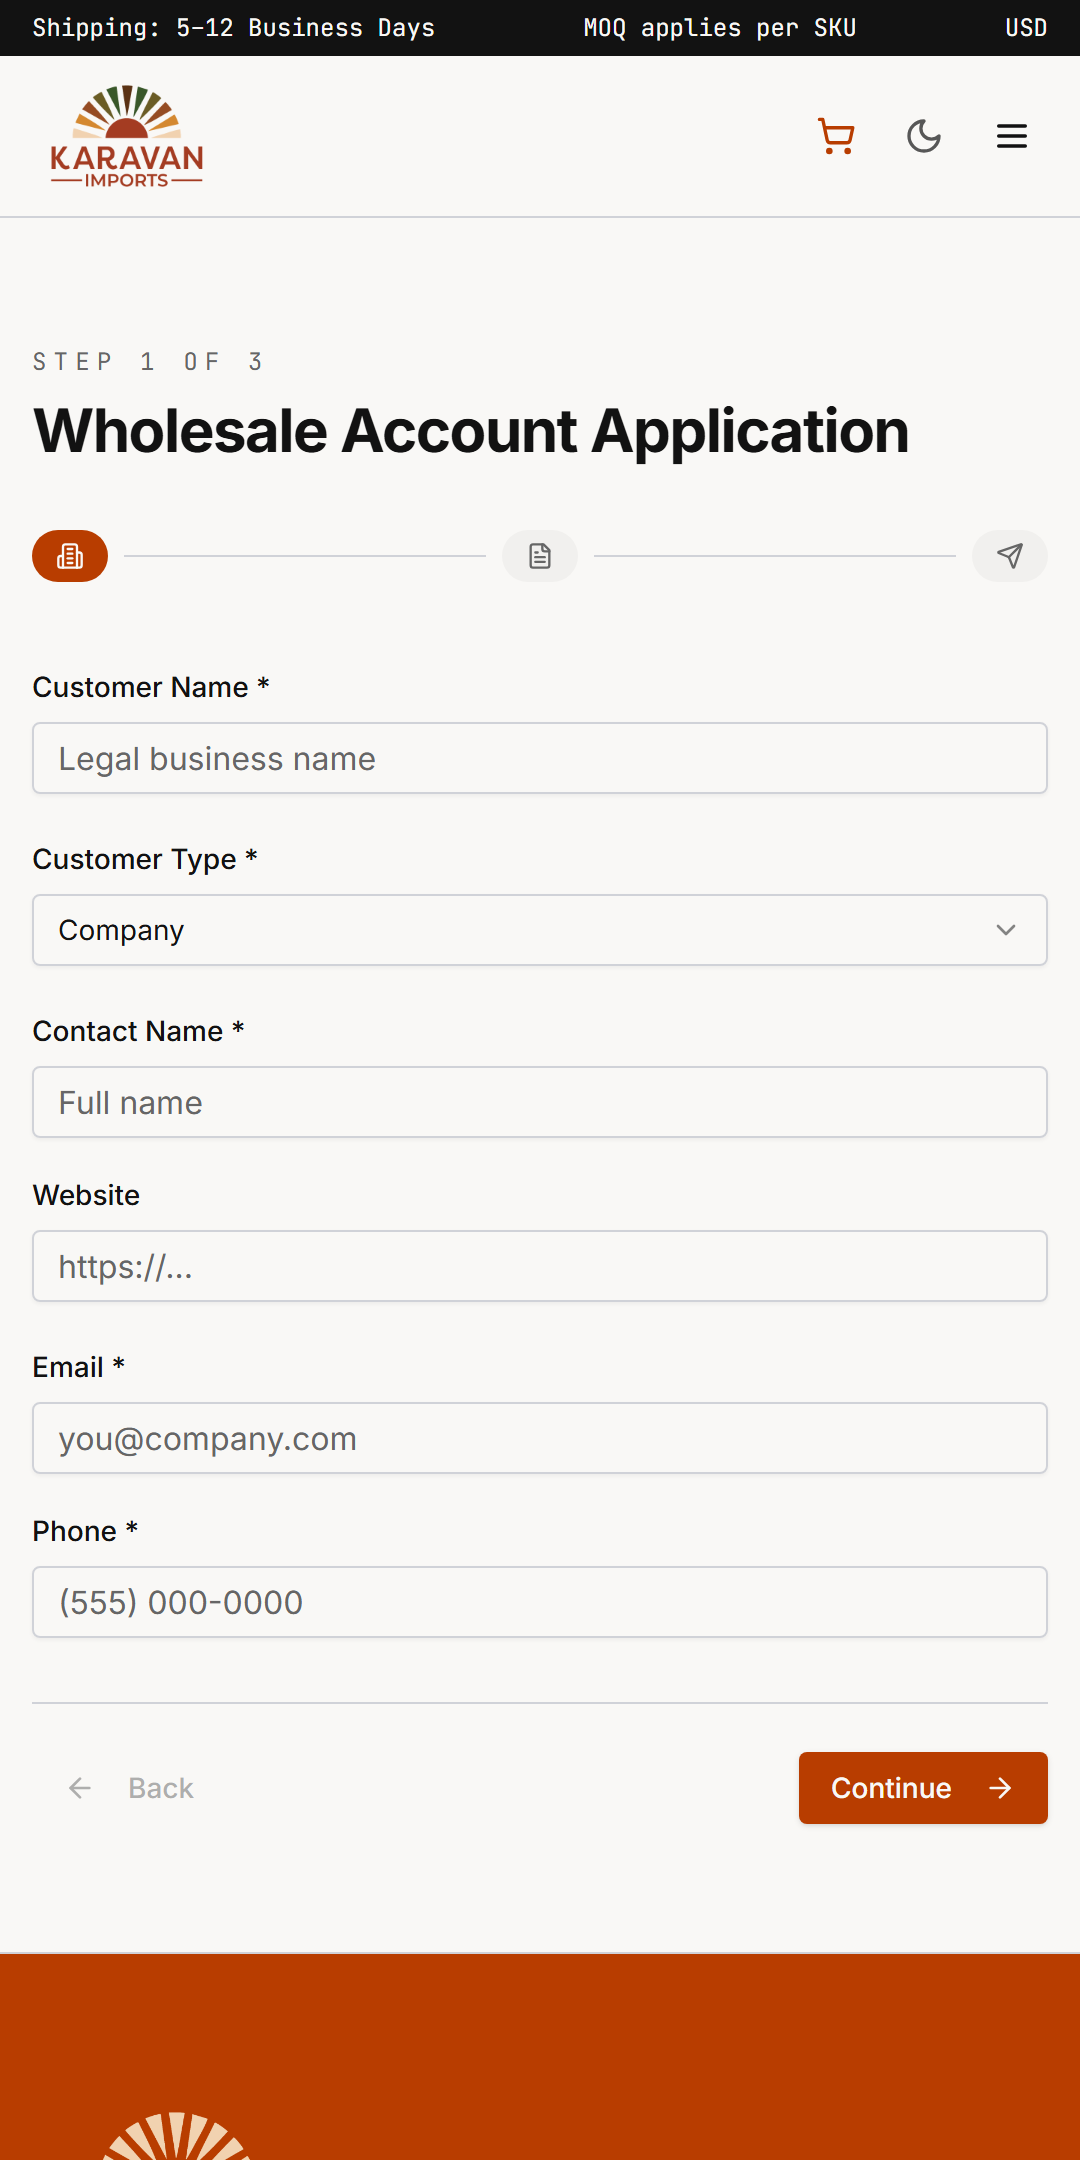 Shipping: 5–12 Business Days MOQ applies per SKU USD
KARAVAN
IMPORTS
STEP 1 OF 3
Wholesale Account Application
Customer Name *
Legal business name
Customer Type *
Company
Contact Name *
Full name
Website
https://...
Email *
you@company.com
Phone *
(555) 000-0000
Back Continue